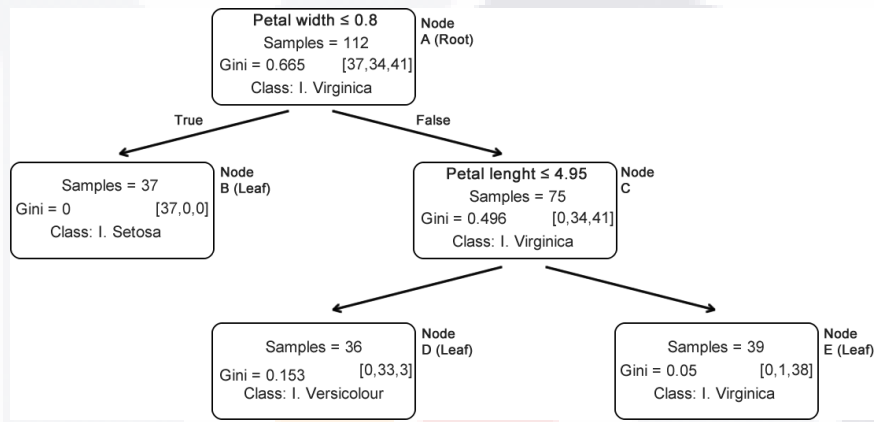 Petal width ≤ 0.8
Samples = 112
Gini = 0.665 [37,34,41]
Class: I. Virginica
Node
A (Root)
True
False
Samples = 37
Gini = 0 [37,0,0]
Class: I. Setosa
Node
B (Leaf)
Petal lenght ≤ 4.95
Samples = 75
Gini = 0.496 [0,34,41]
Class: I. Virginica
Node
C
Samples = 36
Gini = 0.153 [0,33,3]
Class: I. Versicolour
Node
D (Leaf)
Samples = 39
Gini = 0.05 [0,1,38]
Class: I. Virginica
Node
E (Leaf)